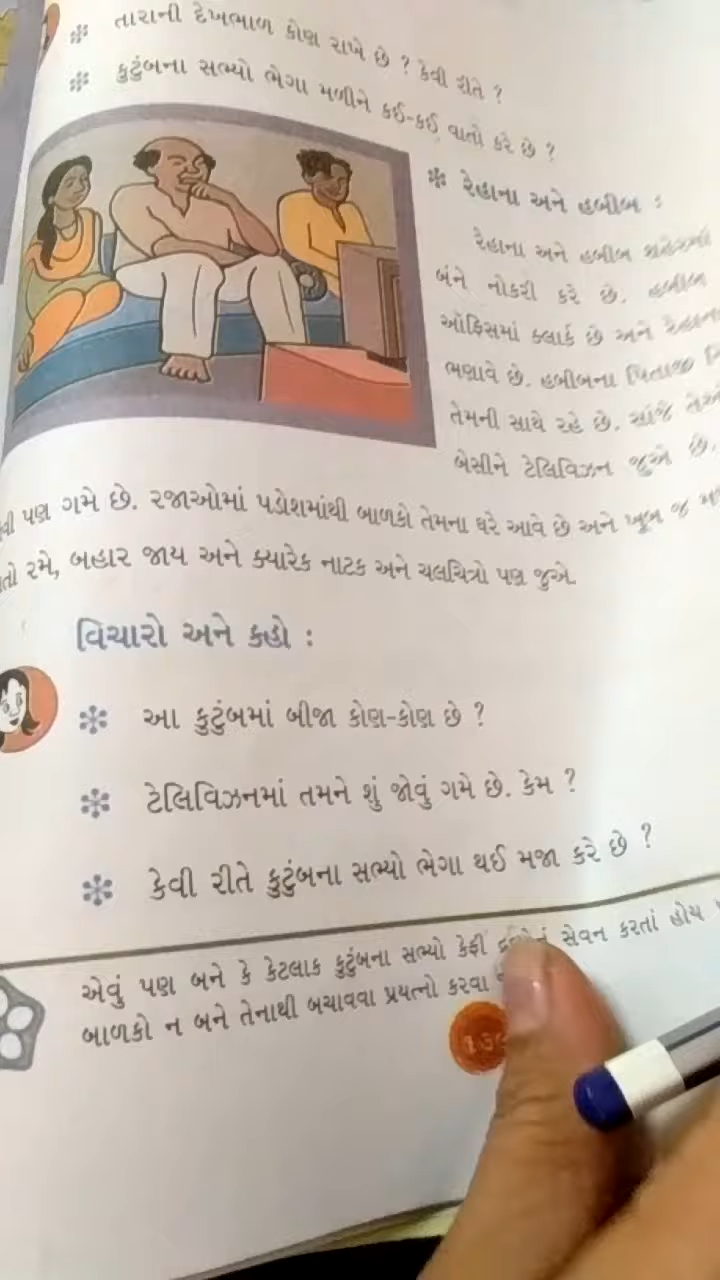 તારાની દેખભાળ કોણ રાખે છે ? કેવી રીતે ?
કુટુંબના સભ્યો ભેગા મળીને કઈ-કઈ વાતો કરે છે ?
રેહાના અને હબીબ :
રેહાના અને હબીબ
બંને નોકરી કરે છે. હબીબ
ઑફિસમાં ક્લાર્ક છે અને
ભણાવે છે. હબીબના પિતાજી
તેમની સાથે રહે છે. સાંજે
બેસીને ટેલિવિઝન જુએ છે.
પણ ગમે છે. રજાઓમાં પડોશમાંથી બાળકો તેમના ઘરે આવે છે અને ખૂબ જ
રમે, બહાર જાય અને ક્યારેક નાટક અને ચલચિત્રો પણ જુએ.
વિચારો અને કહો :
આ કુટુંબમાં બીજા કોણ-કોણ છે ?
ટેલિવિઝનમાં તમને શું જોવું ગમે છે. કેમ ?
કેવી રીતે કુટુંબના સભ્યો ભેગા થઈ મજા કરે છે ?
એવું પણ બને કે કેટલાક કુટુંબના સભ્યો કેફી સેવન કરતાં હોય
બાળકો ન બને તેનાથી બચાવવા પ્રયત્નો કરવા